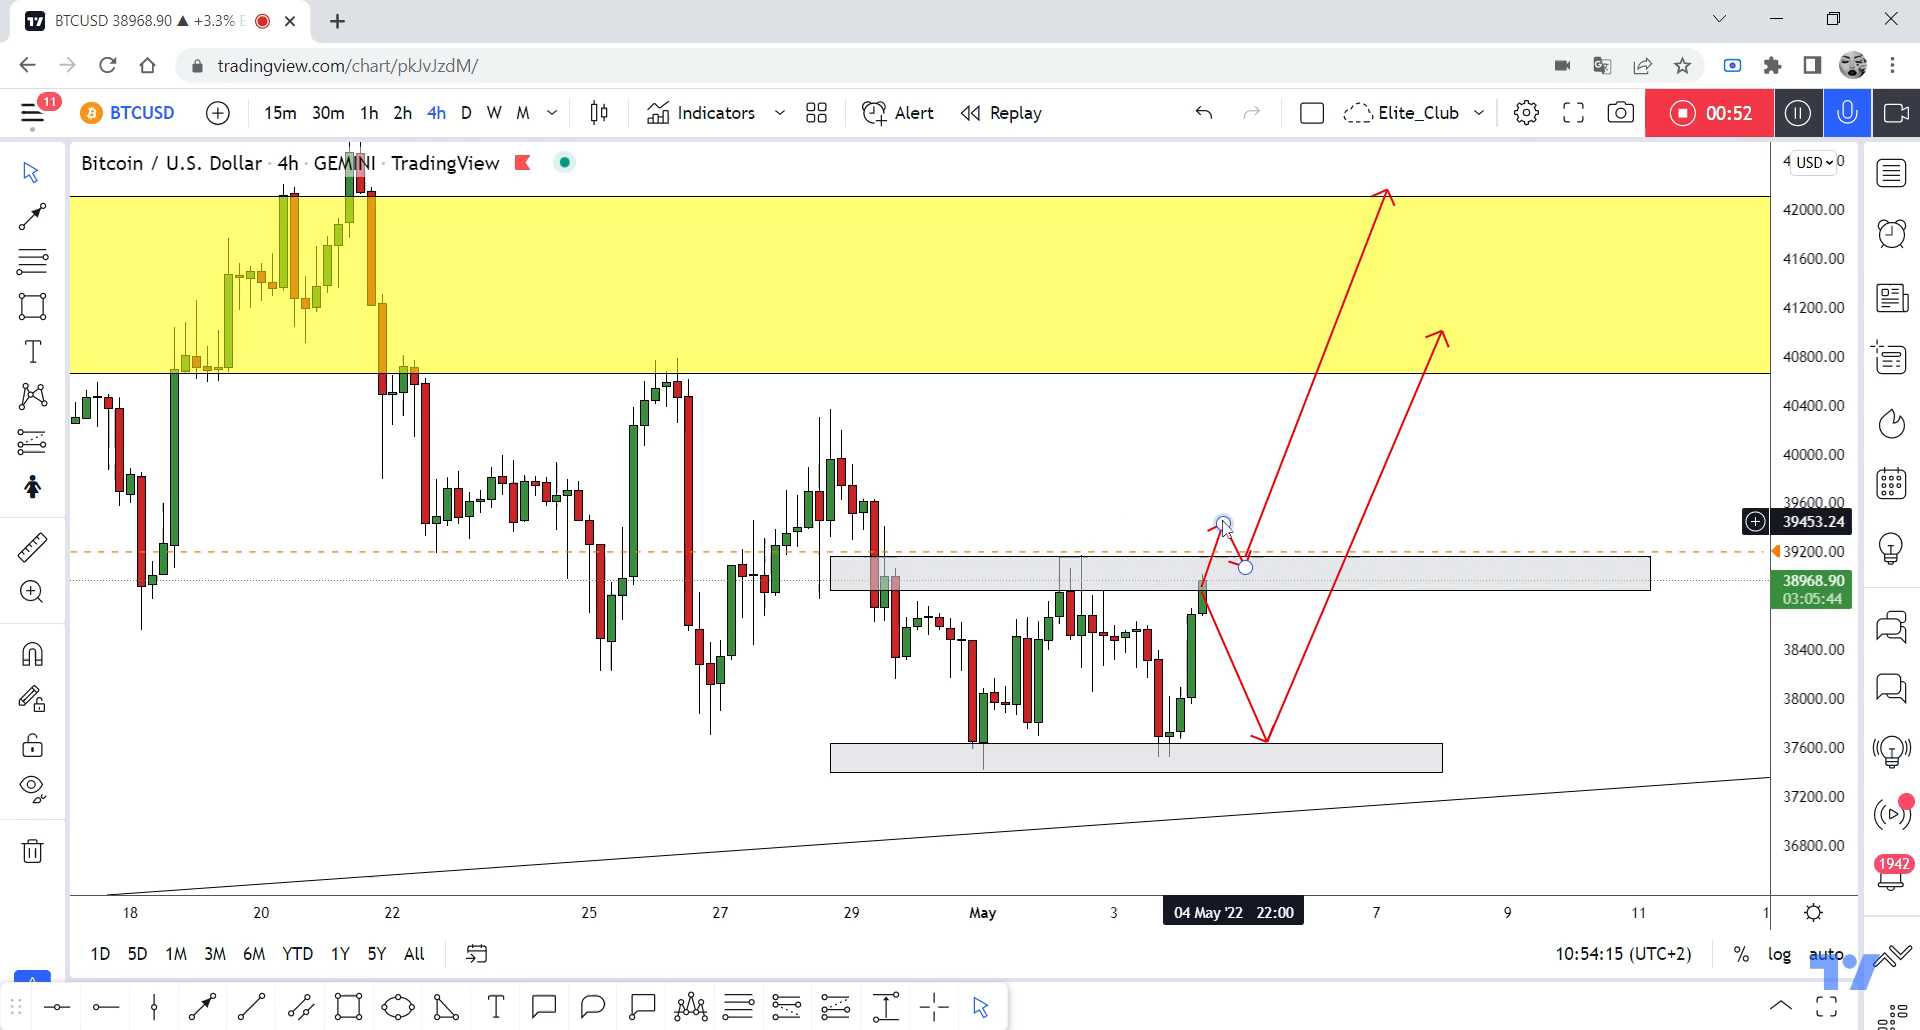 BTCUSD 38968.90 ▲ +3.3%
tradingview.com/chart/pkJvJzdM/
11
BTCUSD 15m 30m 1h 2h 4h D W M Indicators Alert Replay Elite_Club 00:52
Bitcoin / U.S. Dollar · 4h · GEMINI · TradingView
USD
42000.00
41600.00
41200.00
40800.00
40400.00
40000.00
39600.00
39453.24
39200.00
38968.90
03:05:44
38400.00
38000.00
37600.00
37200.00
36800.00
1942
18 20 22 25 27 29 May 3 04 May '22 22:00 7 9 11
1D 5D 1M 3M 6M YTD 1Y 5Y All 10:54:15 (UTC+2) % log auto